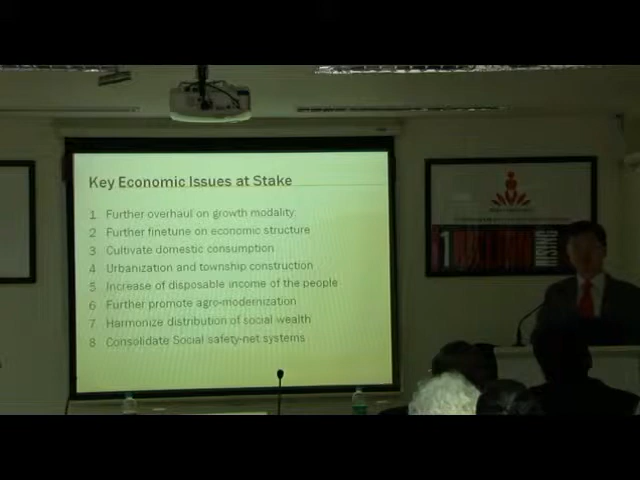 Key Economic Issues at Stake
1 Further overhaul on growth modality
2 Further finetune on economic structure
3 Cultivate domestic consumption
4 Urbanization and township construction
5 Increase of disposable income of the people
6 Further promote agro-modernization
7 Harmonize distribution of social wealth
8 Consolidate Social safety-net systems
RISING